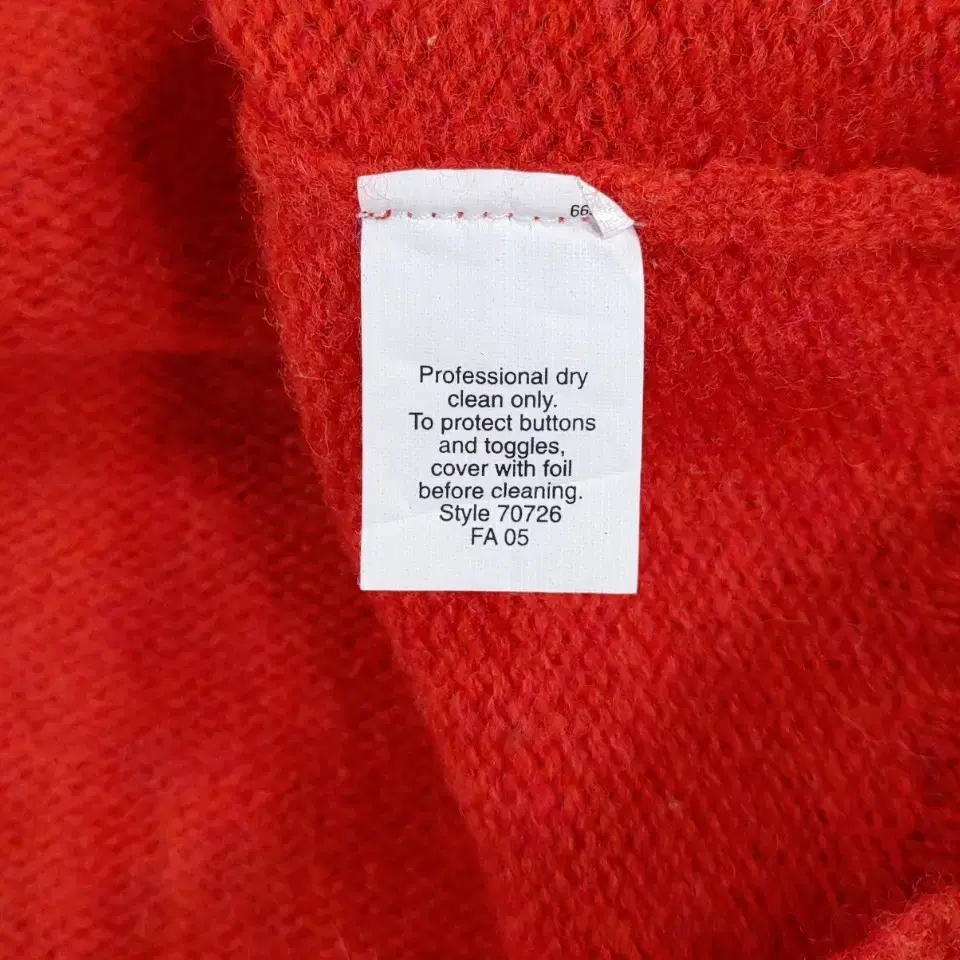 Professional dry
clean only.
To protect buttons
and toggles,
cover with foil
before cleaning.
Style 70726
FA 05